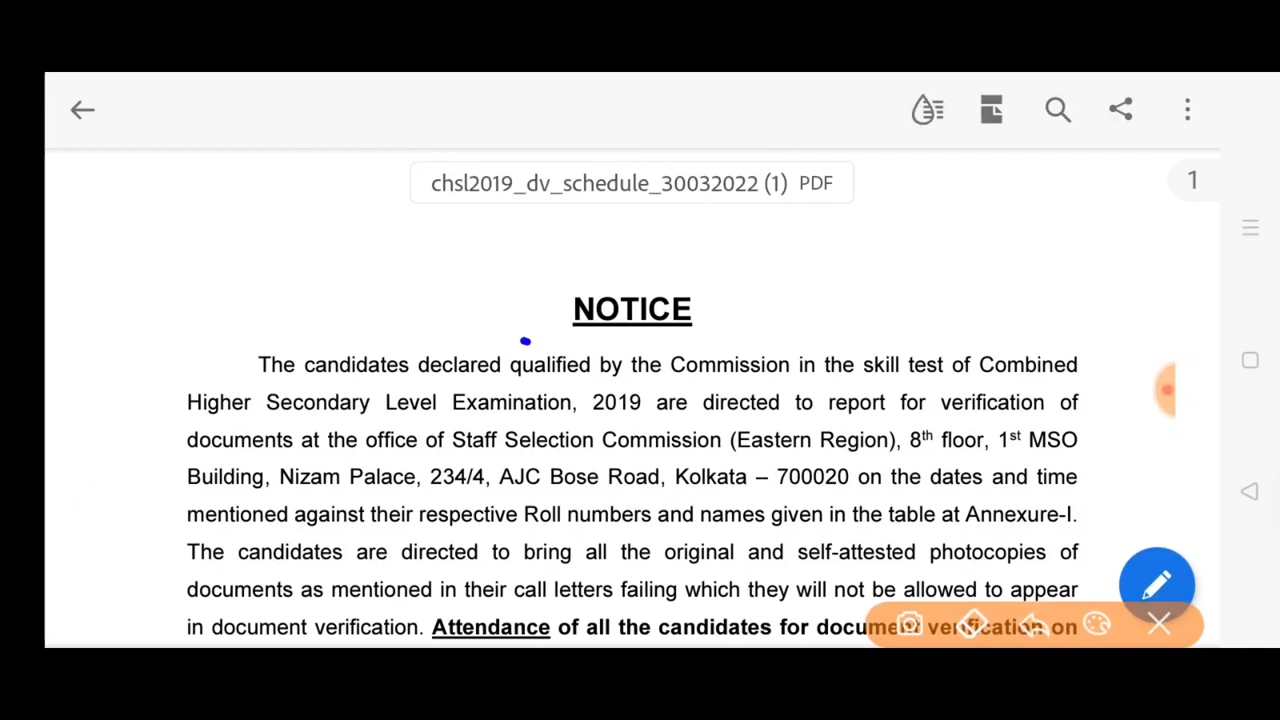 chsl2019_dv_schedule_30032022 (1) PDF
1
NOTICE
The candidates declared qualified by the Commission in the skill test of Combined
Higher Secondary Level Examination, 2019 are directed to report for verification of
documents at the office of Staff Selection Commission (Eastern Region), 8th floor, 1st MSO
Building, Nizam Palace, 234/4, AJC Bose Road, Kolkata – 700020 on the dates and time
mentioned against their respective Roll numbers and names given in the table at Annexure-I.
The candidates are directed to bring all the original and self-attested photocopies of
documents as mentioned in their call letters failing which they will not be allowed to appear
in document verification. Attendance of all the candidates for document verification on